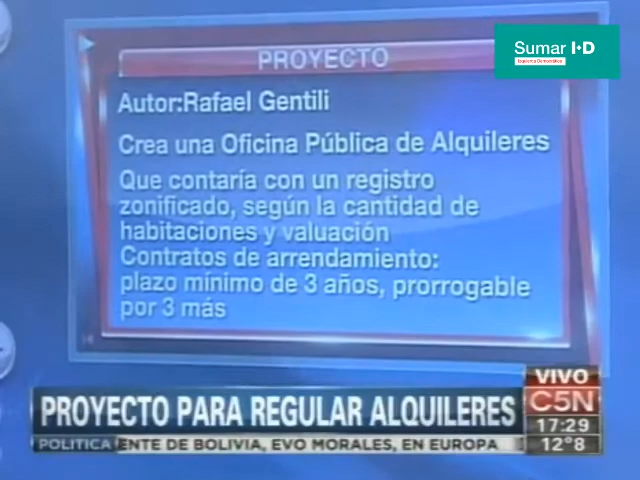 Sumar I+D
Izquierda Democrática
PROYECTO
Autor:Rafael Gentili
Crea una Oficina Pública de Alquileres
Que contaría con un registro
zonificado, según la cantidad de
habitaciones y valuación
Contratos de arrendamiento:
plazo mínimo de 3 años, prorrogable
por 3 más
PROYECTO PARA REGULAR ALQUILERES
VIVO
C5N
17:29
12°8
POLITICA ENTE DE BOLIVIA, EVO MORALES, EN EUROPA